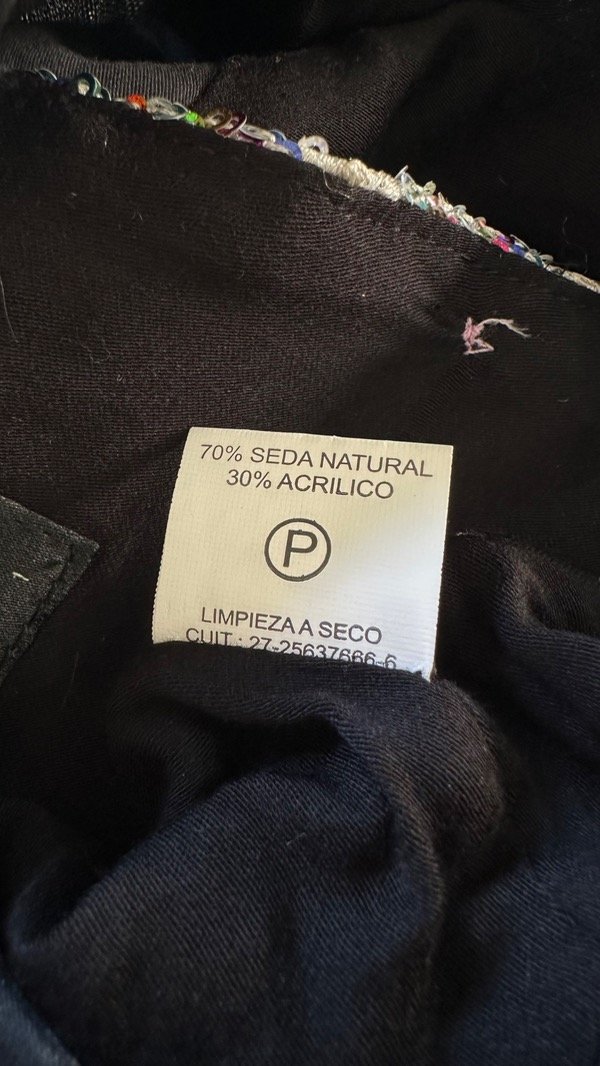 70% SEDA NATURAL
30% ACRILICO
P
LIMPIEZA A SECO
CUIT.: 27-25637666-6